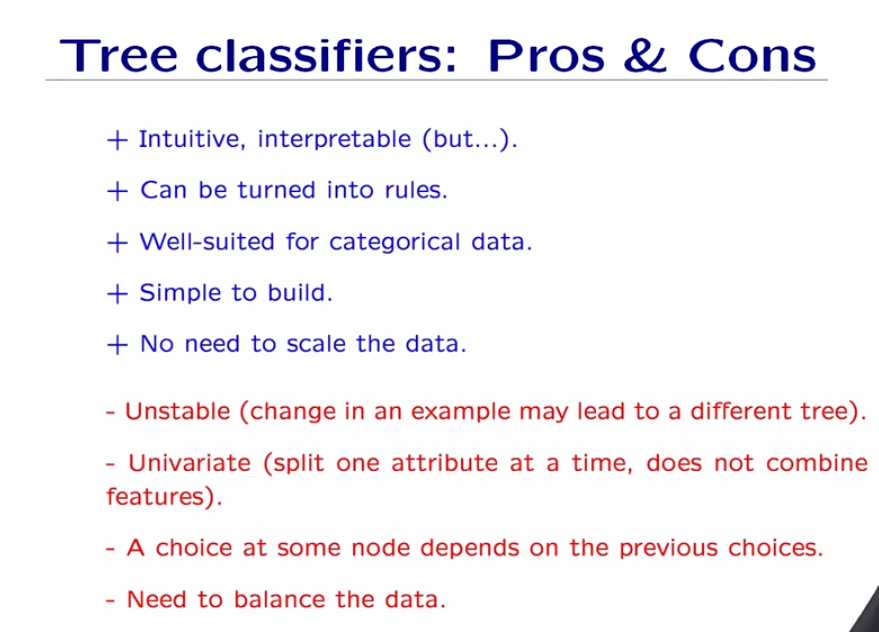 Tree classifiers: Pros & Cons
+ Intuitive, interpretable (but...).
+ Can be turned into rules.
+ Well-suited for categorical data.
+ Simple to build.
+ No need to scale the data.
- Unstable (change in an example may lead to a different tree).
- Univariate (split one attribute at a time, does not combine
features).
- A choice at some node depends on the previous choices.
- Need to balance the data.